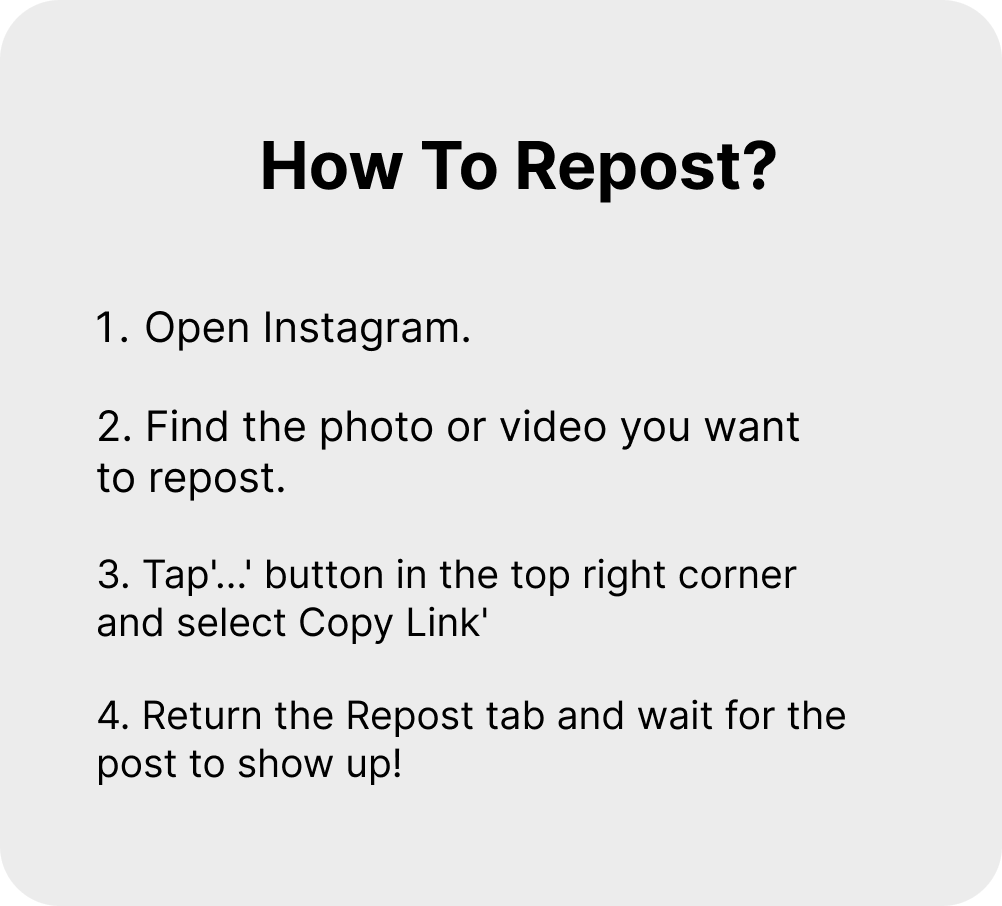 How To Repost?
1. Open Instagram.
2. Find the photo or video you want
to repost.
3. Tap'...' button in the top right corner
and select Copy Link'
4. Return the Repost tab and wait for the
post to show up!